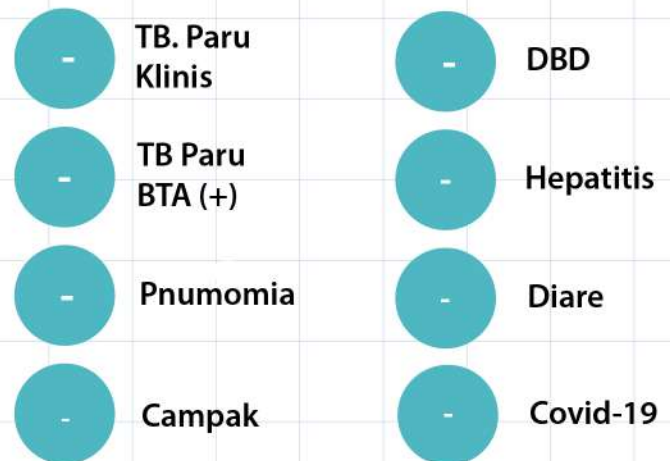 -
TB. Paru
Klinis
-
TB Paru
BTA (+)
-
Pnumomia
-
Campak
-
DBD
-
Hepatitis
-
Diare
-
Covid-19